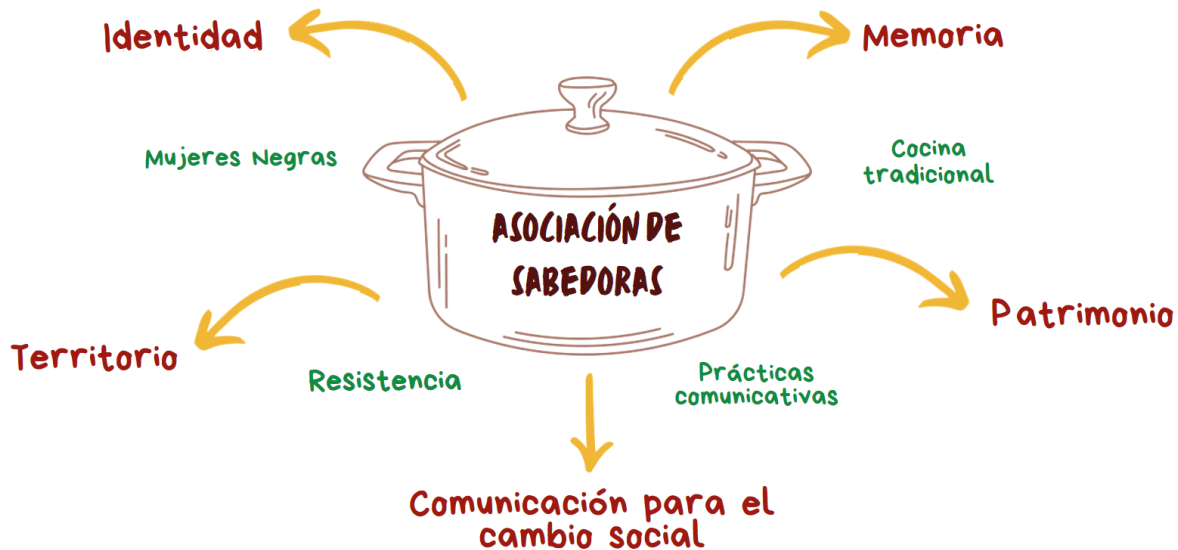 Identidad
Memoria
Mujeres Negras
Cocina
tradicional
ASOCIACIÓN DE
SABEDORAS
Patrimonio
Territorio
Resistencia
Prácticas
comunicativas
Comunicación para el
cambio social